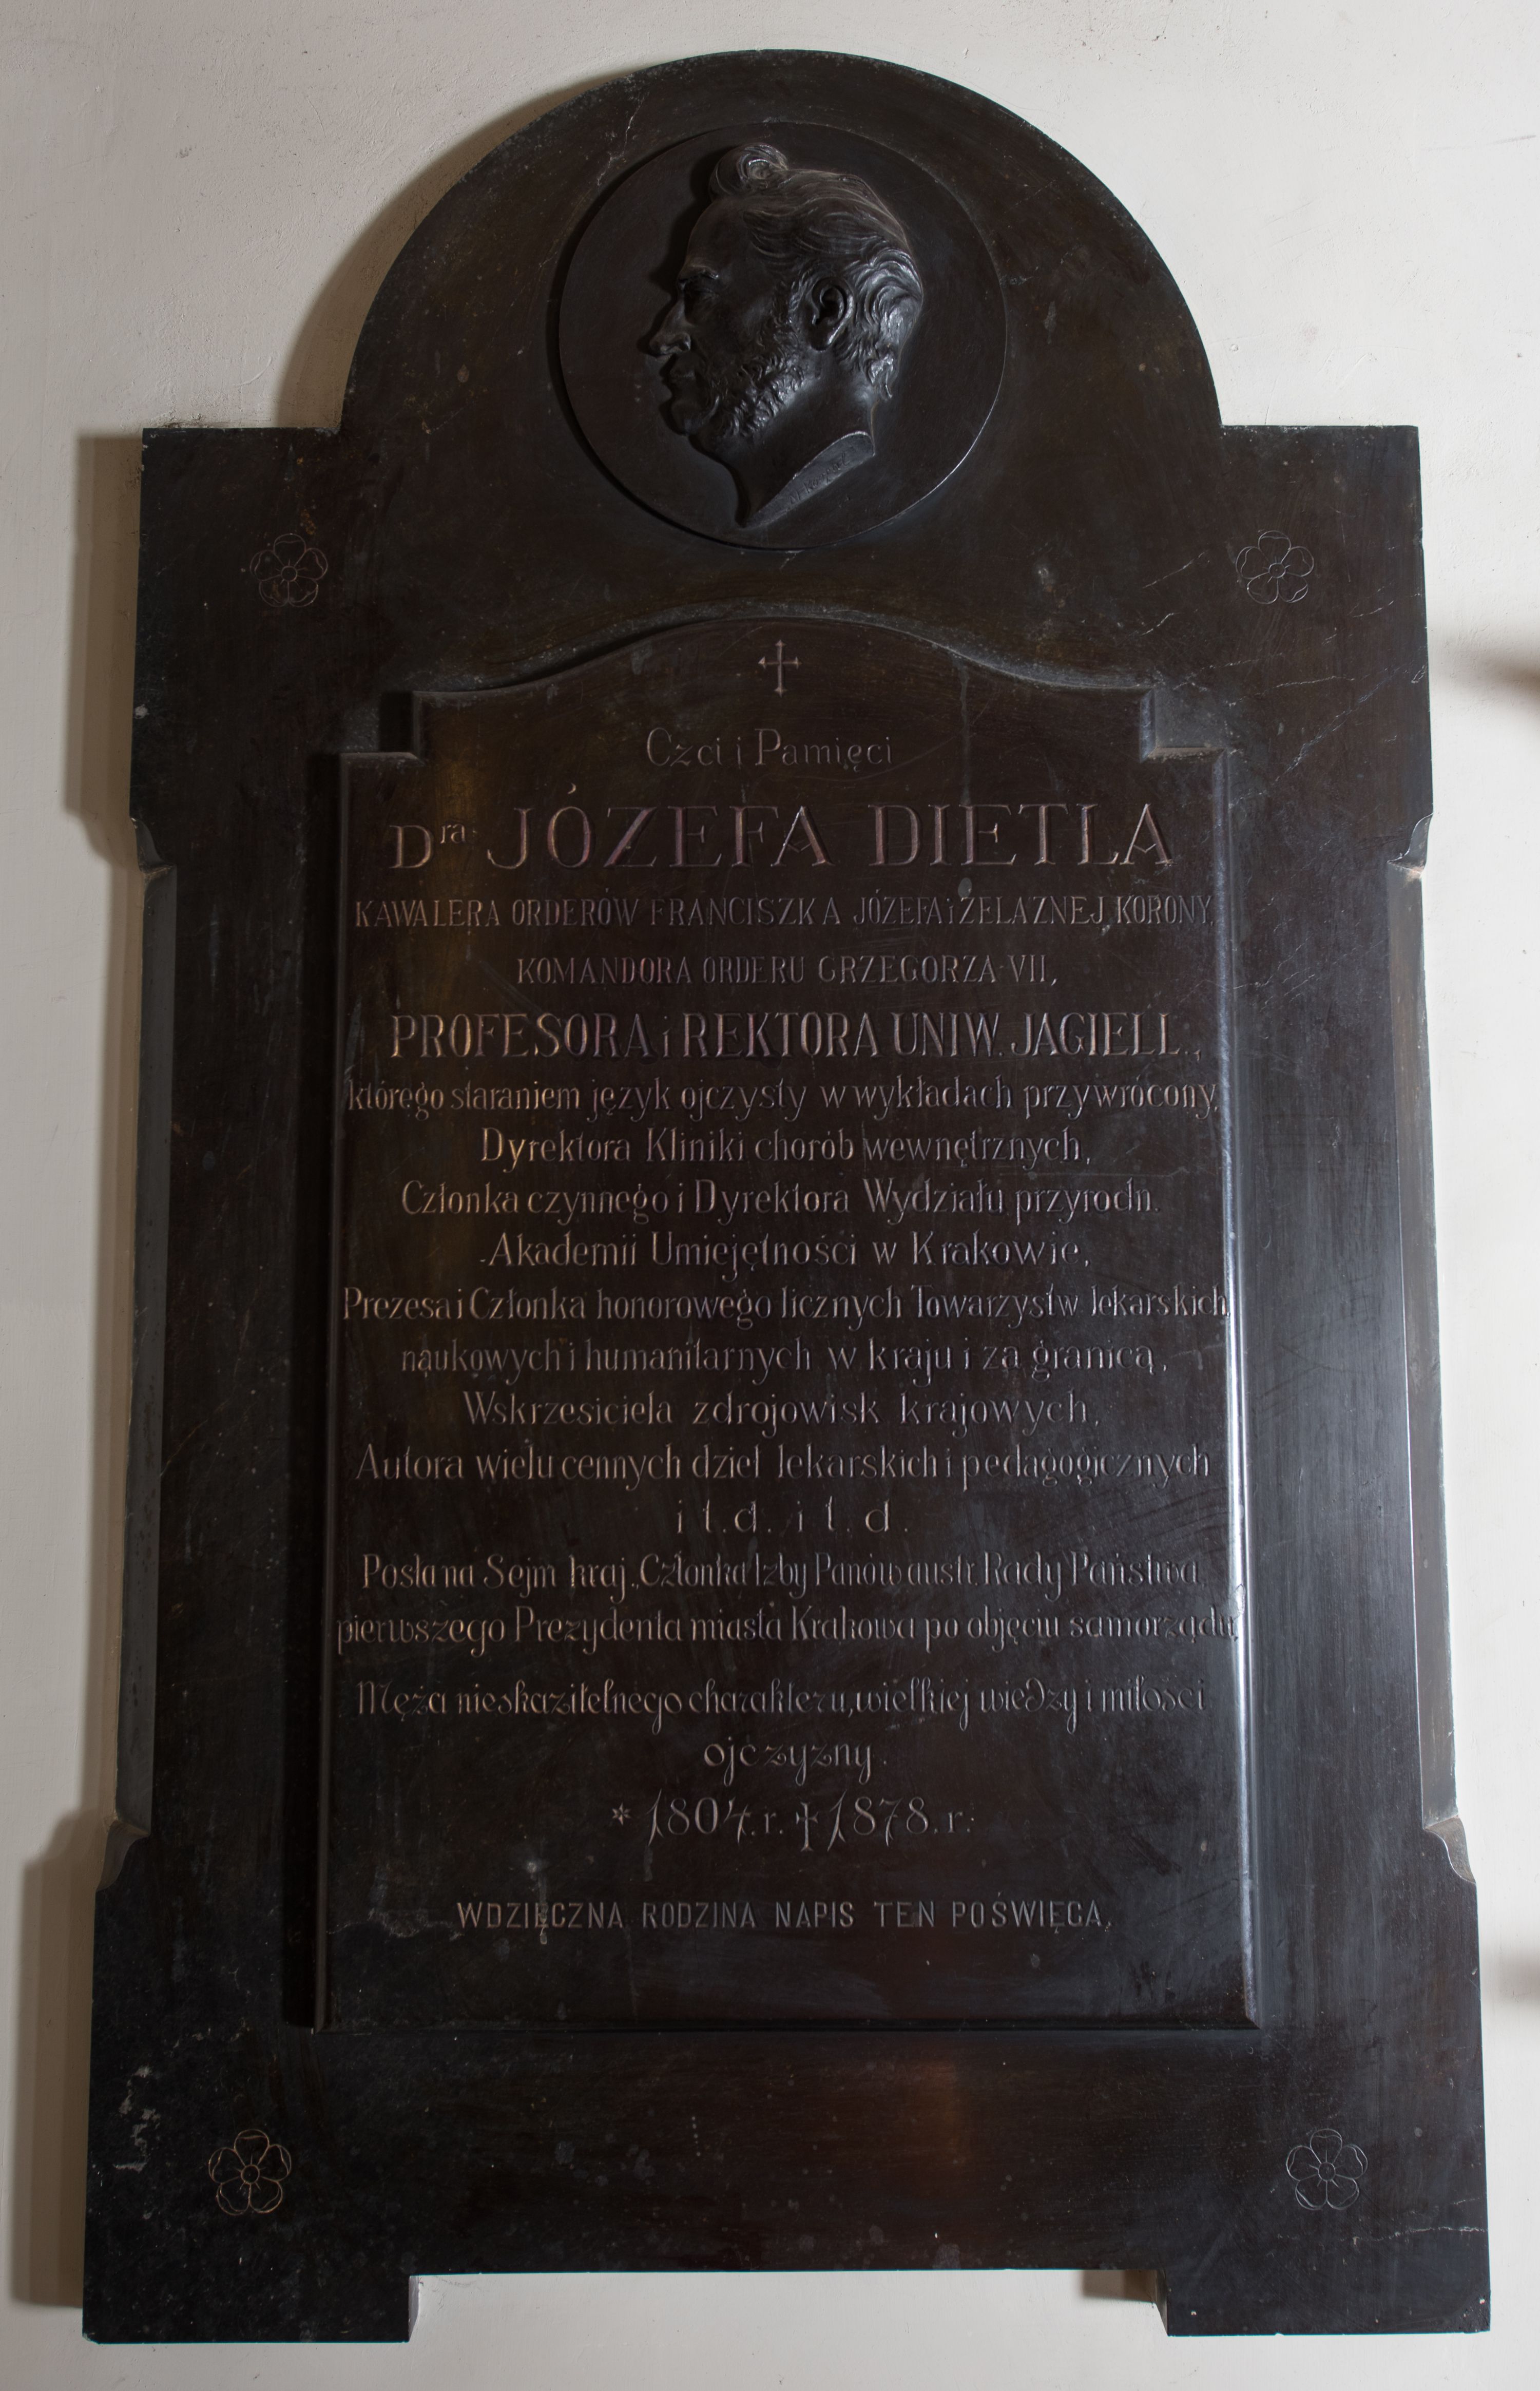 Czci i Pamięci
Dra JÓZEFA DIETLA
KAWALERA ORDERÓW FRANCISZKA JÓZEFA i ŻELAZNEJ KORONY,
KOMANDORA ORDERU GRZEGORZA VII,
PROFESORA i REKTORA UNIW. JAGIELL.,
którego staraniem język ojczysty w wykładach przywrócony,
Dyrektora Kliniki chorób wewnętrznych,
Członka czynnego i Dyrektora Wydziału przyrodn.
Akademii Umiejętności w Krakowie,
Prezesa i Członka honorowego licznych Towarzystw lekarskich
naukowych i humanitarnych w kraju i za granicą,
Wskrzesiciela zdrojowisk krajowych,
Autora wielu cennych dzieł lekarskich i pedagogicznych
i t. d. i t. d.
Posła na Sejm kraj., Członka Izby Panów austr. Rady Państwa,
pierwszego Prezydenta miasta Krakowa po objęciu samorządu
Męża nieskazitelnego charakteru, wielkiej wiedzy i miłości
ojczyzny.
* 1804. r. † 1878. r.
WDZIĘCZNA RODZINA NAPIS TEN POŚWIĘCA.